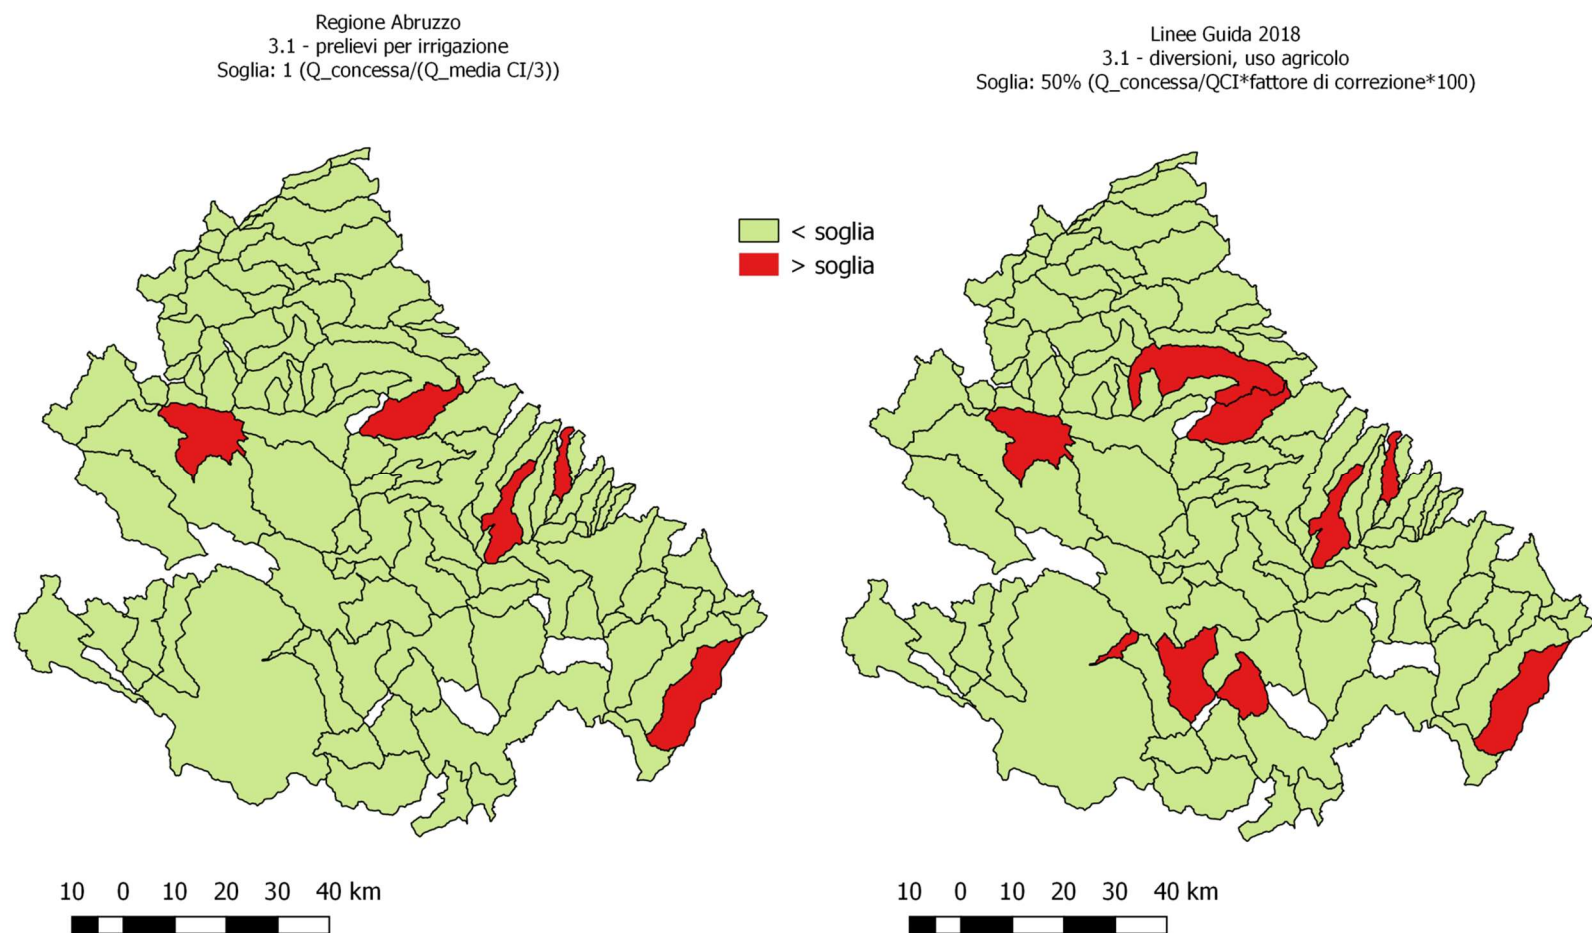 Regione Abruzzo
3.1 - prelievi per irrigazione
Soglia: 1 (Q_concessa/(Q_media CI/3))
Linee Guida 2018
3.1 - diversioni, uso agricolo
Soglia: 50% (Q_concessa/QCI*fattore di correzione*100)
< soglia
> soglia
10 0 10 20 30 40 km
10 0 10 20 30 40 km